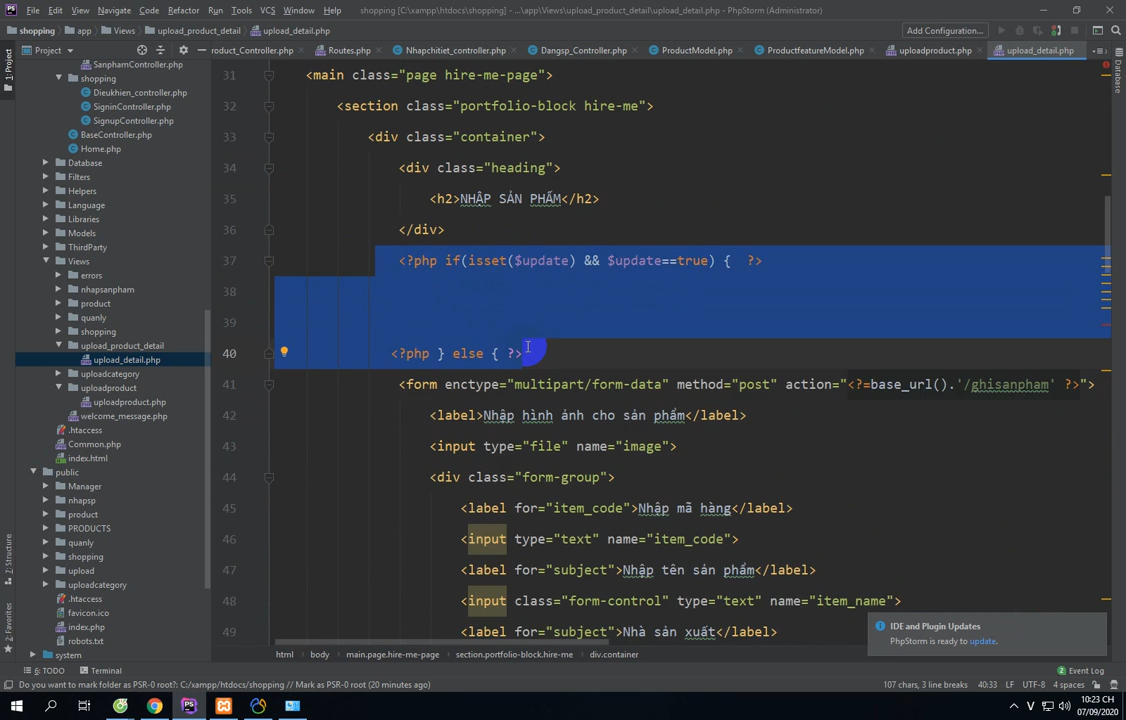 File Edit View Navigate Code Refactor Run Tools VCS Window Help shopping [C:\xampp\htdocs\shopping] - ...\app\Views\upload_product_detail\upload_detail.php - PhpStorm (Administrator)
shopping app Views upload_product_detail upload_detail.php Add Configuration...
Project roduct_Controller.php Routes.php Nhapchitiet_controller.php Dangsp_Controller.php ProductModel.php ProductfeatureModel.php uploadproduct.php upload_detail.php
1: Project
Database
SanphamController.php
shopping
Dieukhien_controller.php
SigninController.php
SignupController.php
BaseController.php
Home.php
Database
Filters
Helpers
Language
Libraries
Models
ThirdParty
Views
errors
nhapsanpham
product
quanly
shopping
upload_product_detail
upload_detail.php
uploadcategory
uploadproduct
uploadproduct.php
welcome_message.php
.htaccess
Common.php
index.html
public
Manager
nhapsp
product
PRODUCTS
quanly
shopping
upload
uploadcategory
.htaccess
favicon.ico
index.php
robots.txt
system
7: Structure
2: Favorites
31 <main class="page hire-me-page">
32 <section class="portfolio-block hire-me">
33 <div class="container">
34 <div class="heading">
35 <h2>NHẬP SẢN PHẨM</h2>
36 </div>
37 <?php if(isset($update) && $update==true) { ?>
38
39
40 <?php } else { ?>
41 <form enctype="multipart/form-data" method="post" action="<?=base_url().'/ghisanpham' ?>">
42 <label>Nhập hình ảnh cho sản phẩm</label>
43 <input type="file" name="image">
44 <div class="form-group">
45 <label for="item_code">Nhập mã hàng</label>
46 <input type="text" name="item_code">
47 <label for="subject">Nhập tên sản phẩm</label>
48 <input class="form-control" type="text" name="item_name">
49 <label for="subject">Nhà sản xuất</label>
IDE and Plugin Updates
PhpStorm is ready to update.
html body main.page.hire-me-page section.portfolio-block.hire-me div.container
6: TODO Terminal Event Log
Do you want to mark folder as PSR-0 root? C:/xampp/htdocs/shopping // Mark as PSR-0 root (20 minutes ago) 107 chars, 3 line breaks 40:33 LF UTF-8 4 spaces
V 10:23 CH
07/09/2020